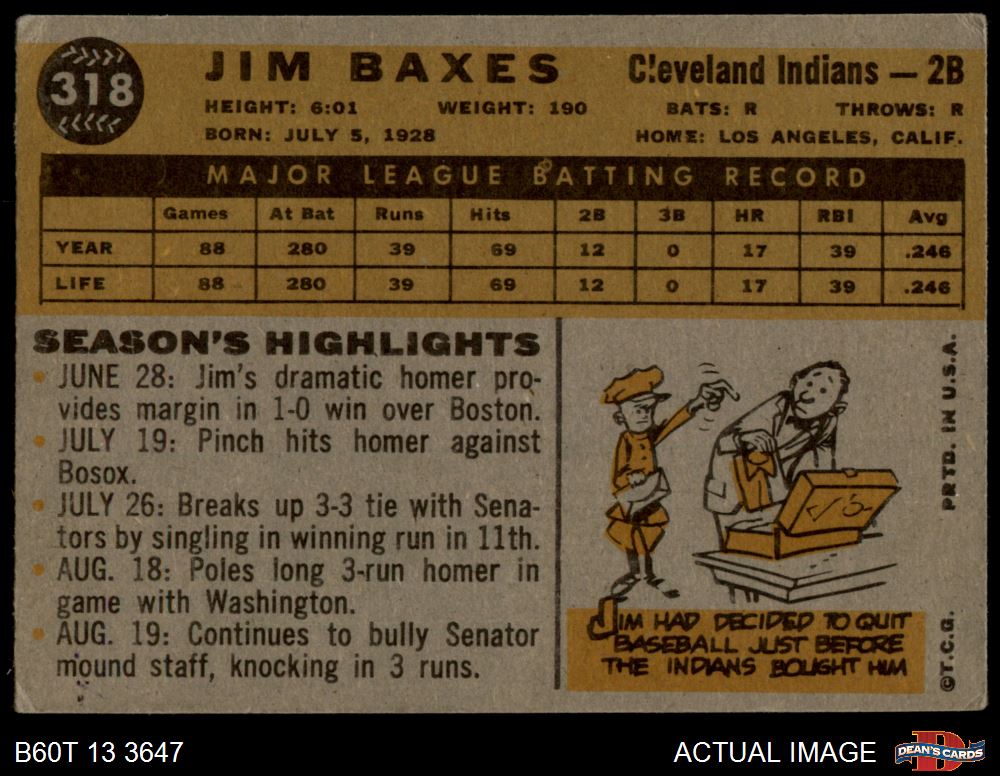 318
JIM BAXES
Cleveland Indians — 2B
HEIGHT: 6:01 WEIGHT: 190 BATS: R THROWS: R
BORN: JULY 5, 1928 HOME: LOS ANGELES, CALIF.
MAJOR LEAGUE BATTING RECORD
Games At Bat Runs Hits 2B 3B HR RBI Avg
YEAR 88 280 39 69 12 0 17 39 .246
LIFE 88 280 39 69 12 0 17 39 .246
SEASON'S HIGHLIGHTS
• JUNE 28: Jim's dramatic homer pro-
vides margin in 1-0 win over Boston.
• JULY 19: Pinch hits homer against
Bosox.
• JULY 26: Breaks up 3-3 tie with Sena-
tors by singling in winning run in 11th.
• AUG. 18: Poles long 3-run homer in
game with Washington.
• AUG. 19: Continues to bully Senator
mound staff, knocking in 3 runs.
JIM HAD DECIDED TO QUIT
BASEBALL JUST BEFORE
THE INDIANS BOUGHT HIM
©T.C.G. PRTD. IN U.S.A.
B60T 13 3647
ACTUAL IMAGE
DEAN'S CARDS